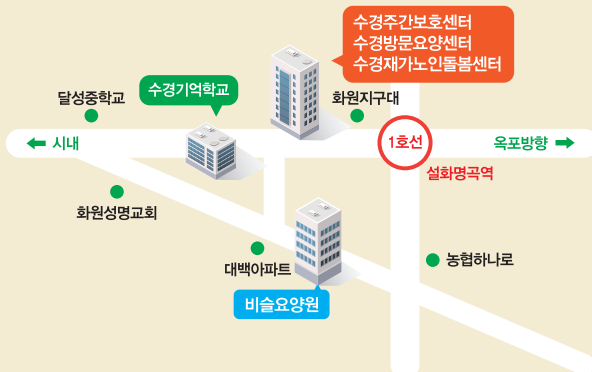 수경주간보호센터
수경방문요양센터
수경재가노인돌봄센터
수경기억학교
달성중학교
화원지구대
시내
1호선
옥포방향
설화명곡역
화원성명교회
대백아파트
농협하나로
비슬요양원